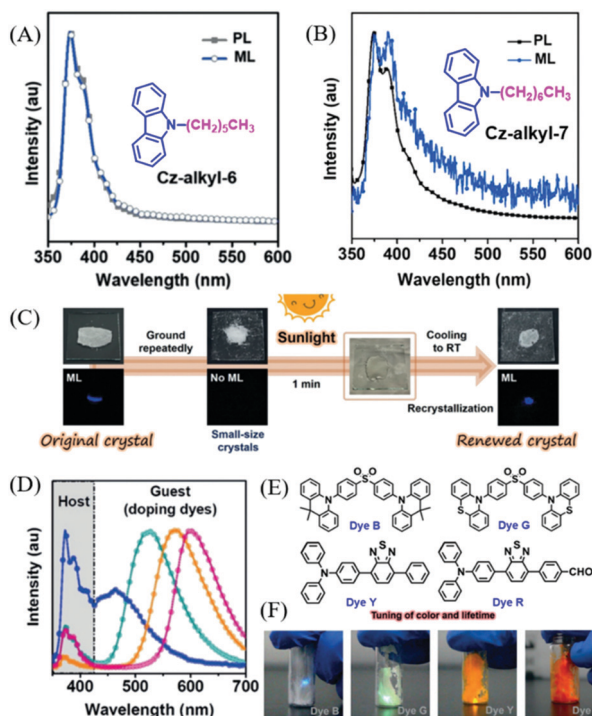 (A)
PL
ML
N-(CH2)5CH3
Cz-alkyl-6
Intensity (au)
350 400 450 500 550 600
Wavelength (nm)
(B)
PL
ML
N-(CH2)6CH3
Cz-alkyl-7
Intensity (au)
350 400 450 500 550 600
Wavelength (nm)
(C)
Ground
repeatedly
Sunlight
Cooling
to RT
ML
No ML
1 min
ML
Recrystallization
Original crystal
Small-size
crystals
Renewed crystal
(D)
Host
Guest
(doping dyes)
Intensity (au)
400 500 600 700
Wavelength (nm)
(E)
O O
S
N N
Dye B
O O
S
N N
S S
Dye G
S
N N
N
Dye Y
S
N N
N
CHO
Dye R
Tuning of color and lifetime
(F)
Dye B
Dye G
Dye Y
Dye R